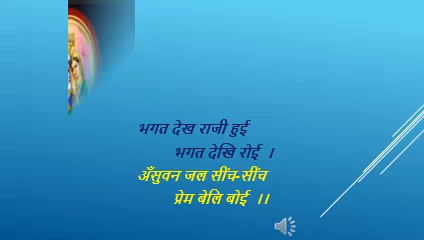 भगत देख राजी हुई
भगत देखि रोई ।
अँसुवन जल सींच-सींच
प्रेम बेलि बोई ।।